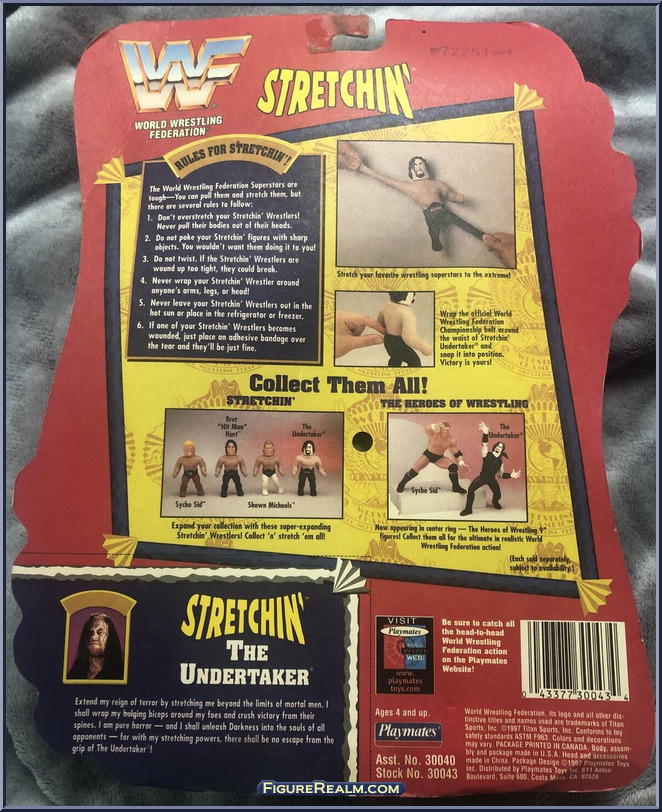 72251
WF
WORLD WRESTLING
FEDERATION™
STRETCHIN'™
RULES FOR STRETCHIN'!
The World Wrestling Federation Superstars are
tough—You can pull them and stretch them, but
there are several rules to follow:
1. Don't overstretch your Stretchin' Wrestlers!
Never pull their bodies out of their heads.
2. Do not poke your Stretchin' figures with sharp
objects. You wouldn't want them doing it to you!
3. Do not twist. If the Stretchin' Wrestlers are
wound up too tight, they could break.
4. Never wrap your Stretchin' Wrestler around
anyone's arms, legs, or head!
5. Never leave your Stretchin' Wrestlers out in the
hot sun or place in the refrigerator or freezer.
6. If one of your Stretchin' Wrestlers becomes
wounded, just place an adhesive bandage over
the tear and they'll be just fine.
Stretch your favorite wrestling superstars to the extreme!
Wrap the official World
Wrestling Federation
Championship belt around
the waist of Stretchin'
Undertaker® and
snap it into position.
Victory is yours!
Collect Them All!
STRETCHIN'
Bret
"Hit Man"
Hart™
The
Undertaker®
Sycho Sid™
Shawn Michaels™
Expand your collection with these super-expanding
Stretchin' Wrestlers! Collect 'n' stretch 'em all!
THE HEROES OF WRESTLING
The
Undertaker®
Sycho Sid™
Now appearing in center ring — The Heroes of Wrestling 9"
figures! Collect them all for the ultimate in realistic World
Wrestling Federation action!
(Each sold separately,
subject to availability.)
STRETCHIN'™
THE
UNDERTAKER®
Extend my reign of terror by stretching me beyond the limits of mortal men. I
shall wrap my bulging biceps around my foes and crush victory from their
spines. I am pure horror — and I shall unleash Darkness into the souls of all
opponents — for with my stretching powers, there shall be no escape from the
grip of The Undertaker®!
VISIT
Playmates
WORLD
WIDE
WEB!
www.
playmates
toys.com
Be sure to catch all
the head-to-head
World Wrestling
Federation action
on the Playmates
Website!
0 43377 30043 4
Ages 4 and up.
Playmates®
Asst. No. 30040
Stock No. 30043
World Wrestling Federation, its logo and all other dis-
tinctive titles and names used are trademarks of Titan
Sports, Inc. ©1997 Titan Sports, Inc. Conforms to toy
safety standards ASTM F963. Colors and decorations
may vary. PACKAGE PRINTED IN CANADA. Body, assem-
bly and package made in U.S.A. Head and accessories
made in China. Package Design ©1997 Playmates Toys
Inc. Distributed by Playmates Toys Inc. 611 Anton
Boulevard, Suite 600, Costa Mesa, CA 92626
FIGUREREALM.COM